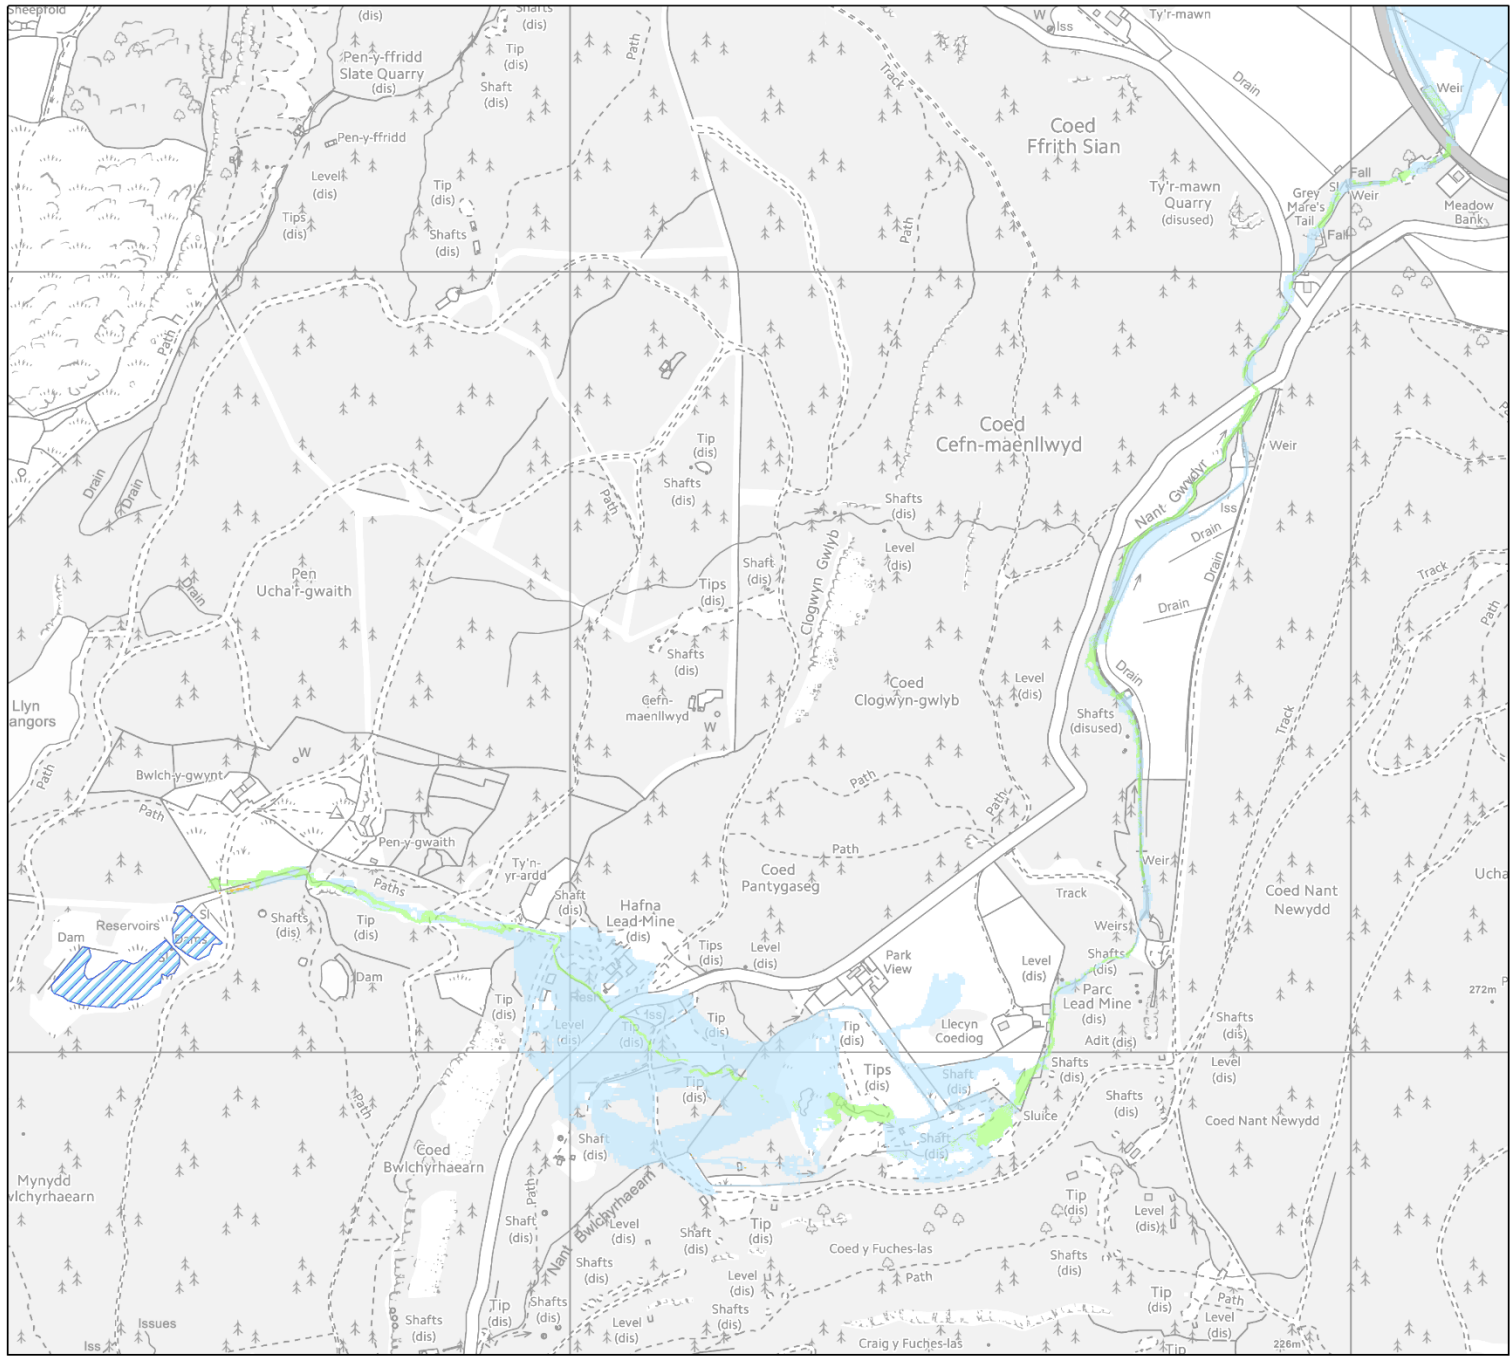 Sheepfold
(dis)
Shafts
(dis)
Path
W
Iss
Ty'r-mawn
Pen-y-ffridd
Slate Quarry
(dis)
Tip
(dis)
Shaft
(dis)
Track
Drain
Weir
Coed
Ffrith Sian
Pen-y-ffridd
Level
(dis)
Tip
(dis)
Tips
(dis)
Shafts
(dis)
Path
Ty'r-mawn
Quarry
(disused)
Grey
Mare's
Tail
Fall
Sl
Weir
Fall
Meadow
Bank
Path
Coed
Cefn-maenllwyd
Weir
Tip
(dis)
Shafts
(dis)
Path
Drain
Drain
Shafts
(dis)
Nant Gwydyr
Iss
Drain
Drain
Drain
Level
(dis)
Clogwyn Gwlyb
Shaft
(dis)
Tips
(dis)
Pen
Ucha'r-gwaith
Drain
Track
Path
Shafts
(dis)
Coed
Clogwyn-gwlyb
Level
(dis)
Drain
Shafts
(disused)
Track
Llyn
angors
Cefn-
maenllwyd
W
W
Bwlch-y-gwynt
Path
Path
Path
Path
Pen-y-gwaith
Path
Ty'n-
yr-ardd
Paths
Coed
Pantygaseg
Weir
Track
Coed Nant
Newydd
Ucha
Shaft
(dis)
Hafna
Lead Mine
(dis)
Sl
Reservoirs
Dam
Dams
Sl
Shafts
(dis)
Tip
(dis)
Dam
Weirs
Tips
(dis)
Level
(dis)
Park
View
Level
(dis)
Shafts
(dis)
Parc
Lead Mine
(dis)
272m
Tip
(dis)
Resr
Level
(dis)
Iss
Tip
(dis)
Tip
(dis)
Tip
(dis)
Llecyn
Coediog
Adit (dis)
Shafts
(dis)
Level
(dis)
Tips
(dis)
Shaft
(dis)
Shafts
(dis)
Tip
(dis)
Path
Sluice
Shafts
(dis)
Coed Nant Newydd
Shaft
(dis)
Shaft
(dis)
Coed
Bwlchyrhaearn
Mynydd
wlchyrhaearn
Path
Nant Bwlchyrhaearn
Tip
(dis)
Level
(dis)
Shaft
(dis)
Level
(dis)
Shaft
(dis)
Tip
(dis)
Coed y Fuches-las
Shafts
(dis)
Shafts
(dis)
Level
(dis)
Path
Tip
(dis)
Path
Level
(dis)
Issues
Iss
Shafts
(dis)
Tip
(dis)
Shafts
(dis)
Level
(dis)
Shafts
(dis)
Craig y Fuches-las
Tip
226m